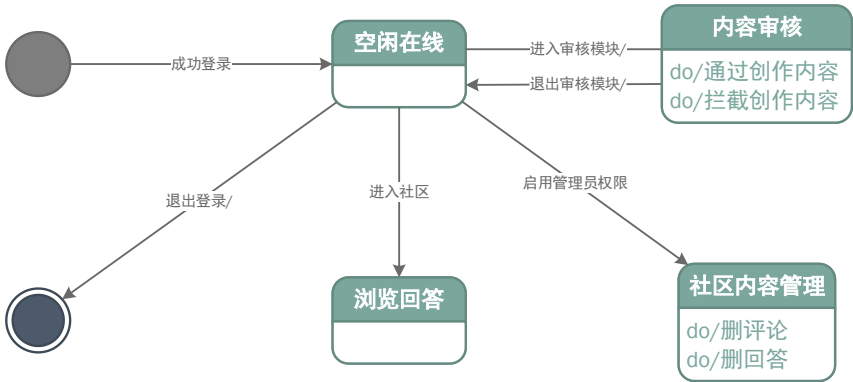 空闲在线
内容审核
成功登录
进入审核模块/
do/通过创作内容
退出审核模块/
do/拦截创作内容
退出登录/
进入社区
启用管理员权限
浏览回答
社区内容管理
do/删评论
do/删回答